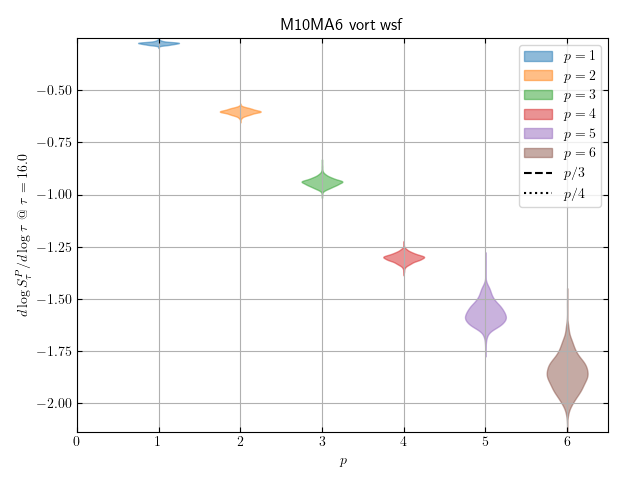 M10MA6 vort wsf
d log S_τ^P / d log τ @ τ = 16.0
−0.50
−0.75
−1.00
−1.25
−1.50
−1.75
−2.00
p = 1
p = 2
p = 3
p = 4
p = 5
p = 6
p/3
p/4
0 1 2 3 4 5 6
p